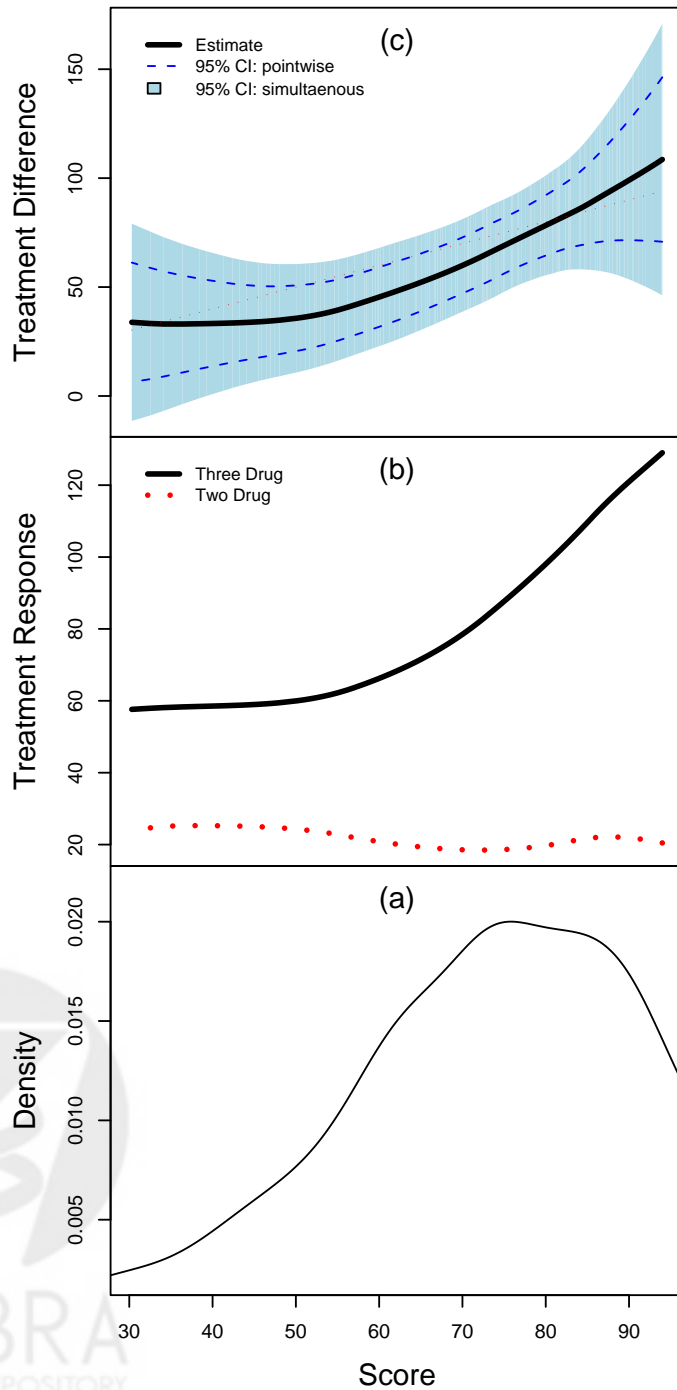 (c)
Estimate
95% CI: pointwise
95% CI: simultaenous
Treatment Difference
150
100
50
0
(b)
Three Drug
Two Drug
Treatment Response
120
100
80
60
40
20
(a)
Density
0.020
0.015
0.010
0.005
30 40 50 60 70 80 90
Score
BRA
POSITORY